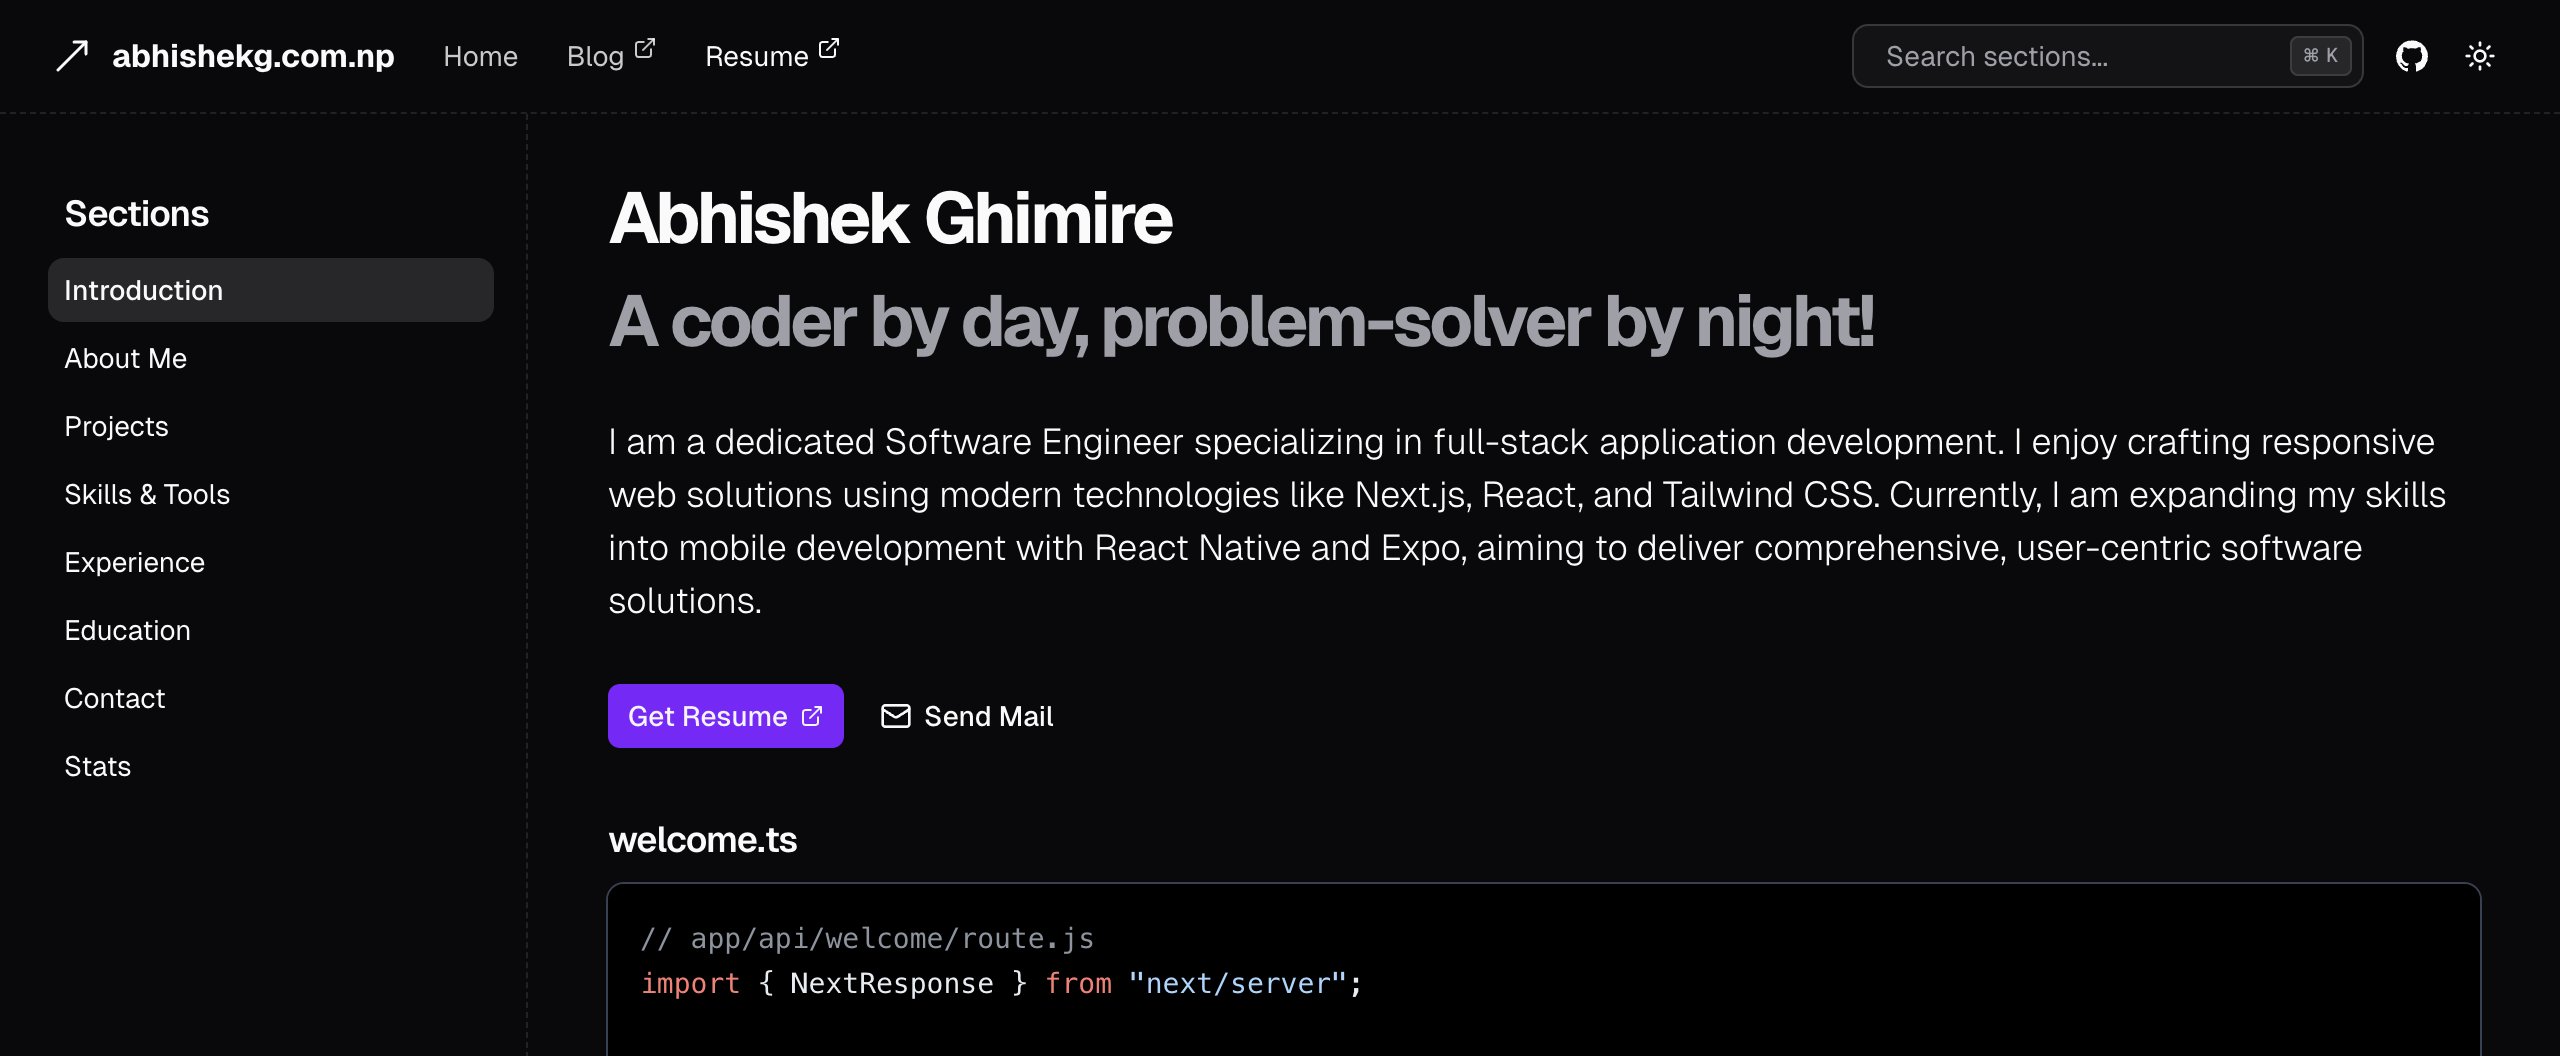 abhishekg.com.np
Home
Blog
Resume
Search sections...
⌘ K
Sections
Introduction
About Me
Projects
Skills & Tools
Experience
Education
Contact
Stats
Abhishek Ghimire
A coder by day, problem-solver by night!
I am a dedicated Software Engineer specializing in full-stack application development. I enjoy crafting responsive
web solutions using modern technologies like Next.js, React, and Tailwind CSS. Currently, I am expanding my skills
into mobile development with React Native and Expo, aiming to deliver comprehensive, user-centric software
solutions.
Get Resume
Send Mail
welcome.ts
// app/api/welcome/route.js
import { NextResponse } from "next/server";